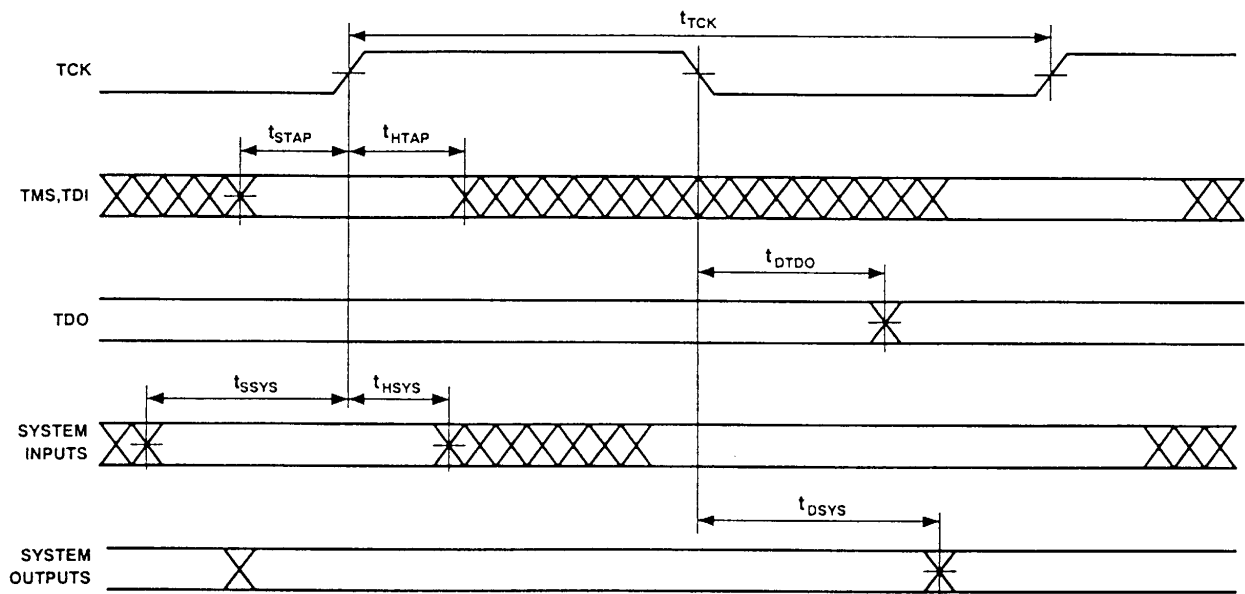 tTCK
TCK
tSTAP
tHTAP
TMS,TDI
tDTDO
TDO
tSSYS
tHSYS
SYSTEM
INPUTS
tDSYS
SYSTEM
OUTPUTS